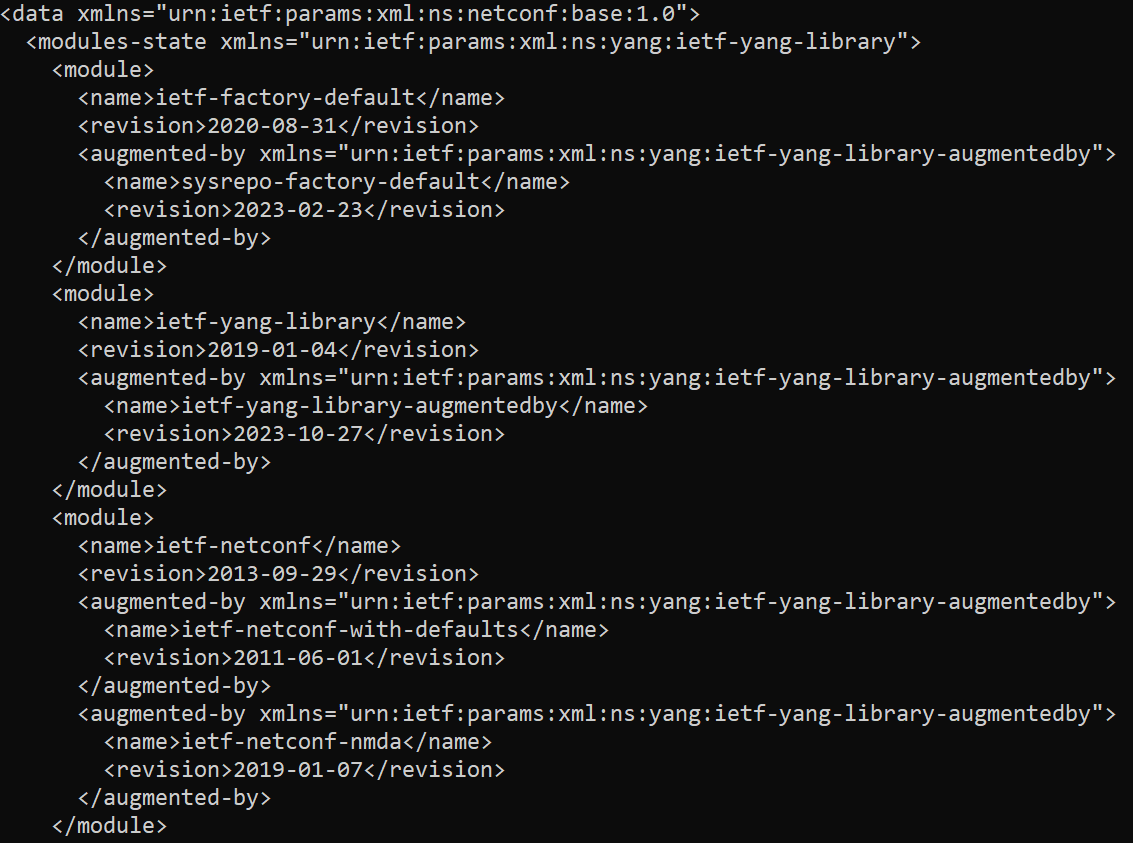 <data xmlns="urn:ietf:params:xml:ns:netconf:base:1.0">
  <modules-state xmlns="urn:ietf:params:xml:ns:yang:ietf-yang-library">
    <module>
      <name>ietf-factory-default</name>
      <revision>2020-08-31</revision>
      <augmented-by xmlns="urn:ietf:params:xml:ns:yang:ietf-yang-library-augmentedby">
        <name>sysrepo-factory-default</name>
        <revision>2023-02-23</revision>
      </augmented-by>
    </module>
    <module>
      <name>ietf-yang-library</name>
      <revision>2019-01-04</revision>
      <augmented-by xmlns="urn:ietf:params:xml:ns:yang:ietf-yang-library-augmentedby">
        <name>ietf-yang-library-augmentedby</name>
        <revision>2023-10-27</revision>
      </augmented-by>
    </module>
    <module>
      <name>ietf-netconf</name>
      <revision>2013-09-29</revision>
      <augmented-by xmlns="urn:ietf:params:xml:ns:yang:ietf-yang-library-augmentedby">
        <name>ietf-netconf-with-defaults</name>
        <revision>2011-06-01</revision>
      </augmented-by>
      <augmented-by xmlns="urn:ietf:params:xml:ns:yang:ietf-yang-library-augmentedby">
        <name>ietf-netconf-nmda</name>
        <revision>2019-01-07</revision>
      </augmented-by>
    </module>